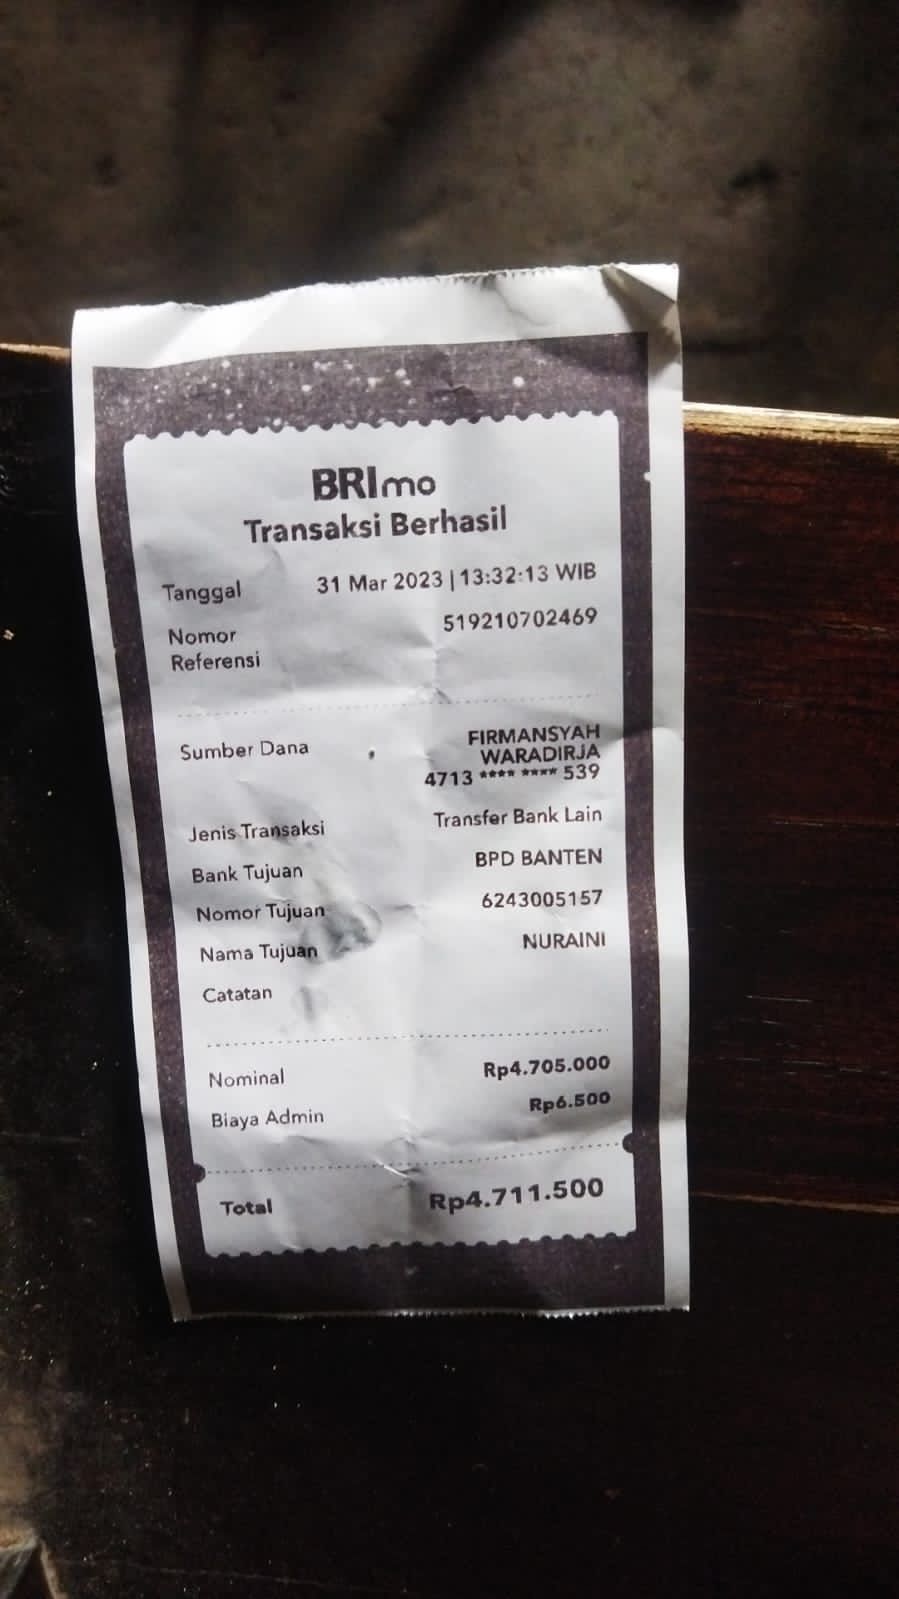 BRImo
Transaksi Berhasil
Tanggal 31 Mar 2023 | 13:32:13 WIB
Nomor Referensi 519210702469
Sumber Dana FIRMANSYAH
WARADIRJA
4713 **** **** 539
Jenis Transaksi Transfer Bank Lain
Bank Tujuan BPD BANTEN
Nomor Tujuan 6243005157
Nama Tujuan NURAINI
Catatan
Nominal Rp4.705.000
Biaya Admin Rp6.500
Total Rp4.711.500